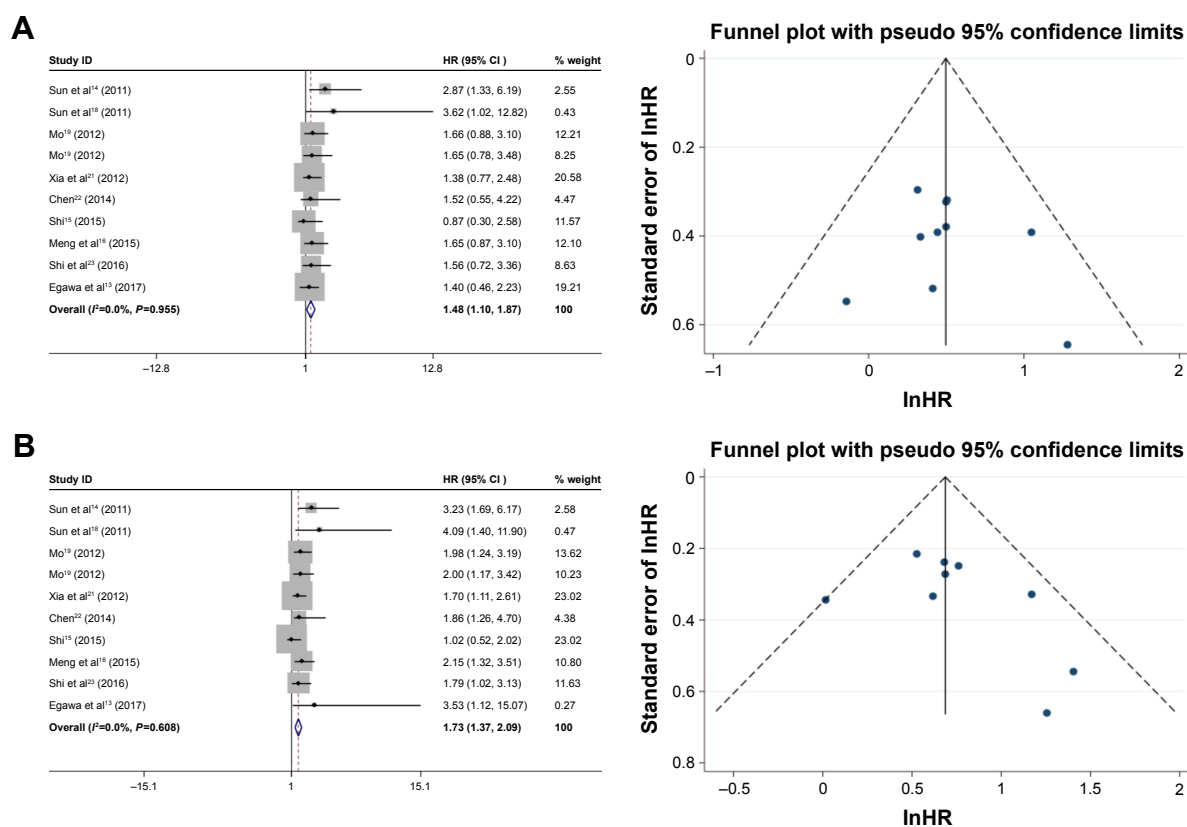 A
Study ID HR (95% CI ) % weight
Sun et al¹⁴ (2011) 2.87 (1.33, 6.19) 2.55
Sun et al¹⁸ (2011) 3.62 (1.02, 12.82) 0.43
Mo¹⁹ (2012) 1.66 (0.88, 3.10) 12.21
Mo¹⁹ (2012) 1.65 (0.78, 3.48) 8.25
Xia et al²¹ (2012) 1.38 (0.77, 2.48) 20.58
Chen²² (2014) 1.52 (0.55, 4.22) 4.47
Shi¹⁵ (2015) 0.87 (0.30, 2.58) 11.57
Meng et al¹⁶ (2015) 1.65 (0.87, 3.10) 12.10
Shi et al²³ (2016) 1.56 (0.72, 3.36) 8.63
Egawa et al¹³ (2017) 1.40 (0.46, 2.23) 19.21
Overall (I²=0.0%, P=0.955) 1.48 (1.10, 1.87) 100
–12.8 1 12.8
Funnel plot with pseudo 95% confidence limits
Standard error of lnHR
0
0.2
0.4
0.6
–1 0 1 2
lnHR
B
Study ID HR (95% CI ) % weight
Sun et al¹⁴ (2011) 3.23 (1.69, 6.17) 2.58
Sun et al¹⁸ (2011) 4.09 (1.40, 11.90) 0.47
Mo¹⁹ (2012) 1.98 (1.24, 3.19) 13.62
Mo¹⁹ (2012) 2.00 (1.17, 3.42) 10.23
Xia et al²¹ (2012) 1.70 (1.11, 2.61) 23.02
Chen²² (2014) 1.86 (1.26, 4.70) 4.38
Shi¹⁵ (2015) 1.02 (0.52, 2.02) 23.02
Meng et al¹⁶ (2015) 2.15 (1.32, 3.51) 10.80
Shi et al²³ (2016) 1.79 (1.02, 3.13) 11.63
Egawa et al¹³ (2017) 3.53 (1.12, 15.07) 0.27
Overall (I²=0.0%, P=0.608) 1.73 (1.37, 2.09) 100
–15.1 1 15.1
Funnel plot with pseudo 95% confidence limits
Standard error of lnHR
0
0.2
0.4
0.6
0.8
–0.5 0 0.5 1 1.5 2
lnHR